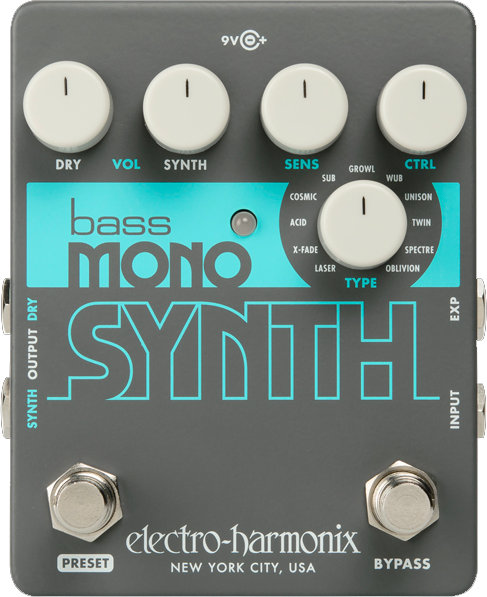 9V
DRY VOL SYNTH SENS CTRL
GROWL
SUB WUB
COSMIC UNISON
ACID TWIN
X-FADE SPECTRE
LASER OBLIVION
TYPE
bass
MONO
SYNTH
SYNTH OUTPUT DRY
EXP
INPUT
electro-harmonix
PRESET NEW YORK CITY, USA BYPASS